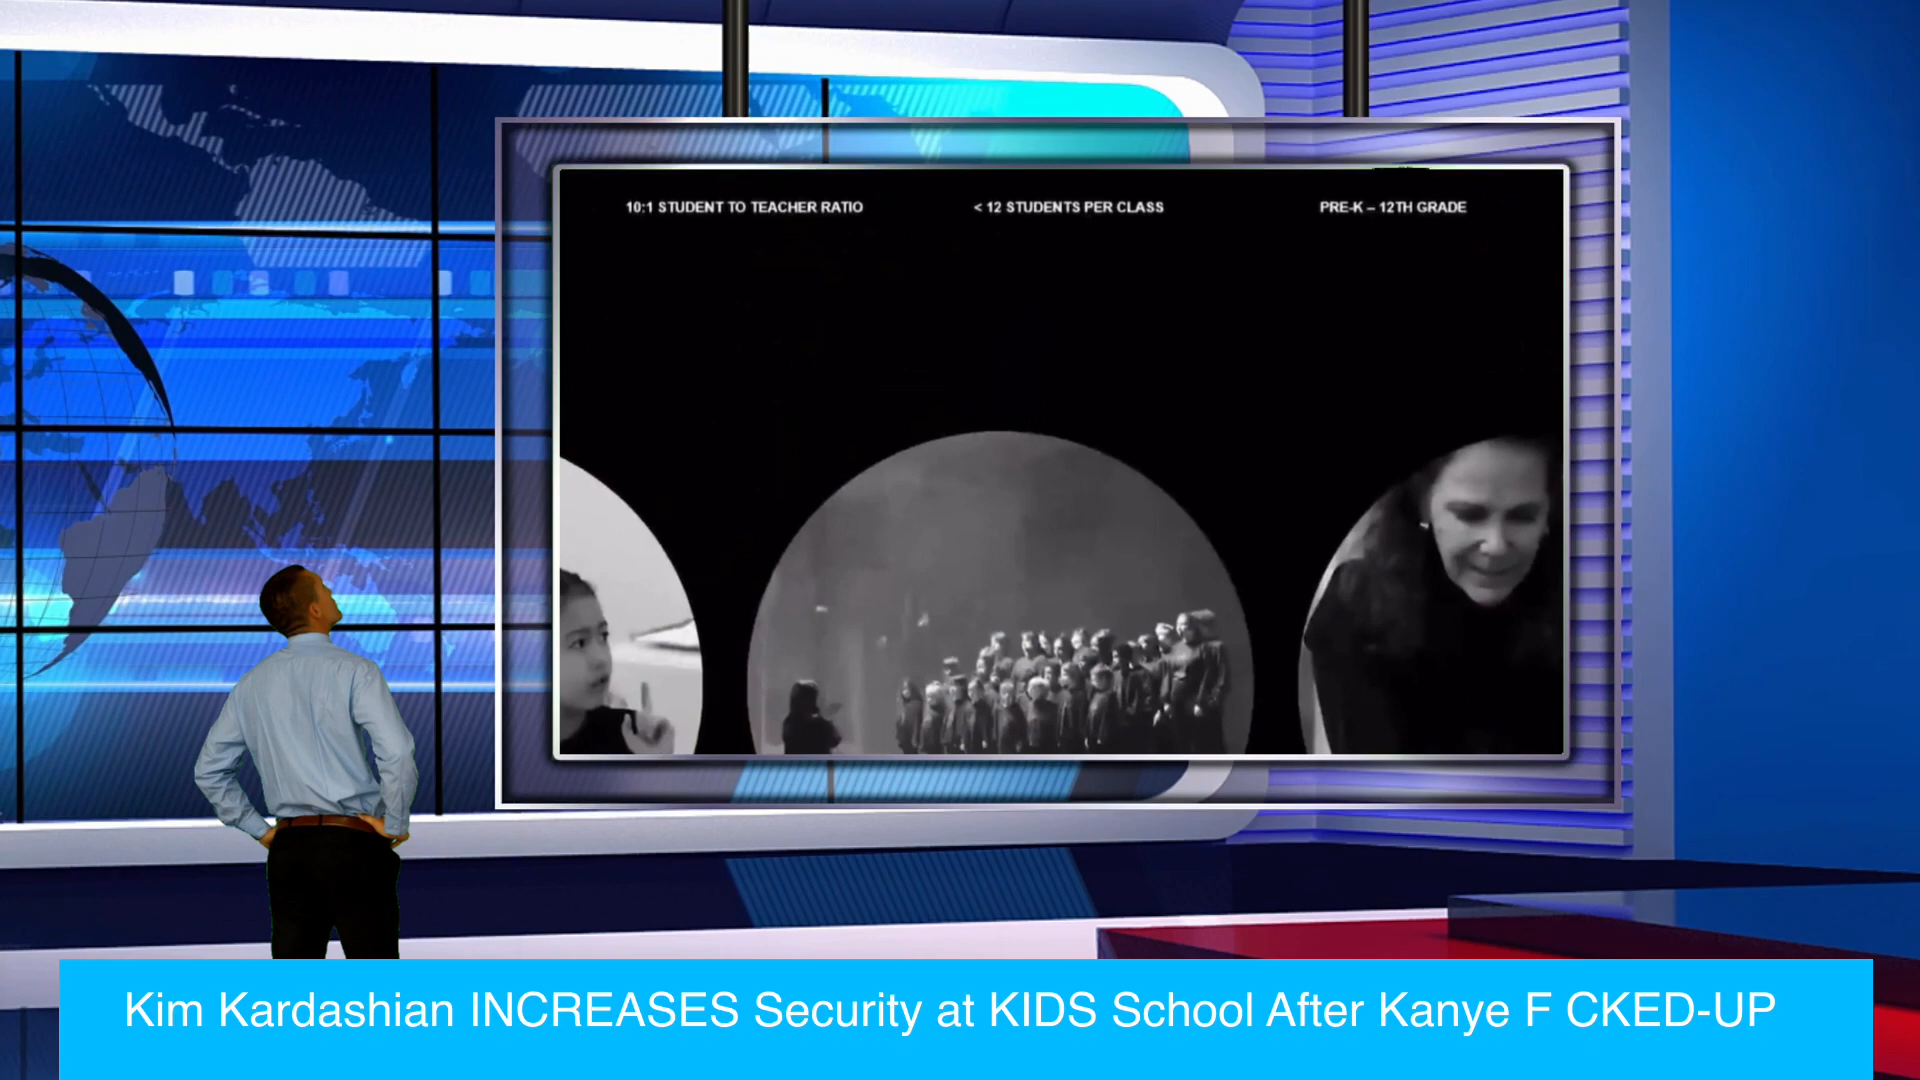 10:1 STUDENT TO TEACHER RATIO
< 12 STUDENTS PER CLASS
PRE-K – 12TH GRADE
Kim Kardashian INCREASES Security at KIDS School After Kanye F CKED-UP